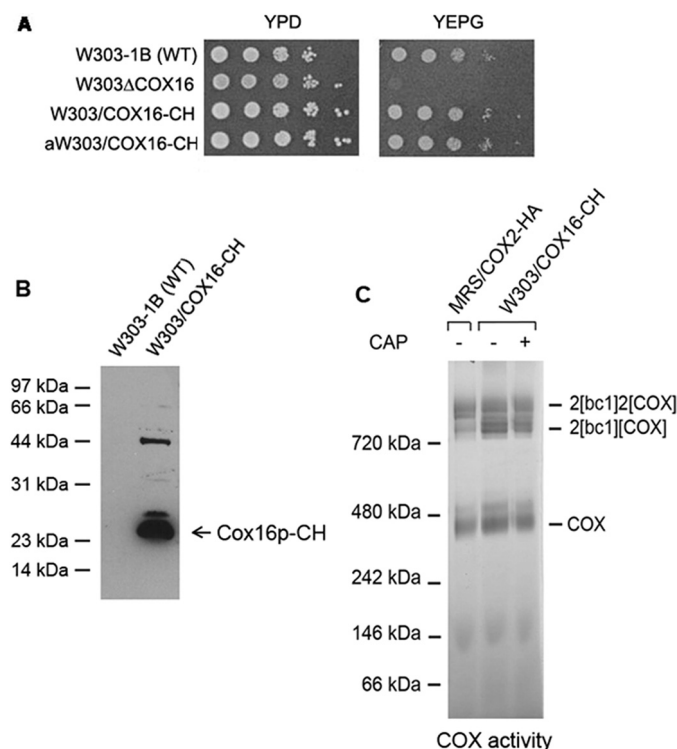 A
YPD YEPG
W303-1B (WT)
W303ΔCOX16
W303/COX16-CH
aW303/COX16-CH
B
W303-1B (WT)
W303/COX16-CH
97 kDa
66 kDa
44 kDa
31 kDa
23 kDa
14 kDa
← Cox16p-CH
C
MRS/COX2-HA
W303/COX16-CH
CAP - - +
720 kDa
480 kDa
242 kDa
146 kDa
66 kDa
2[bc1]2[COX]
2[bc1][COX]
COX
COX activity